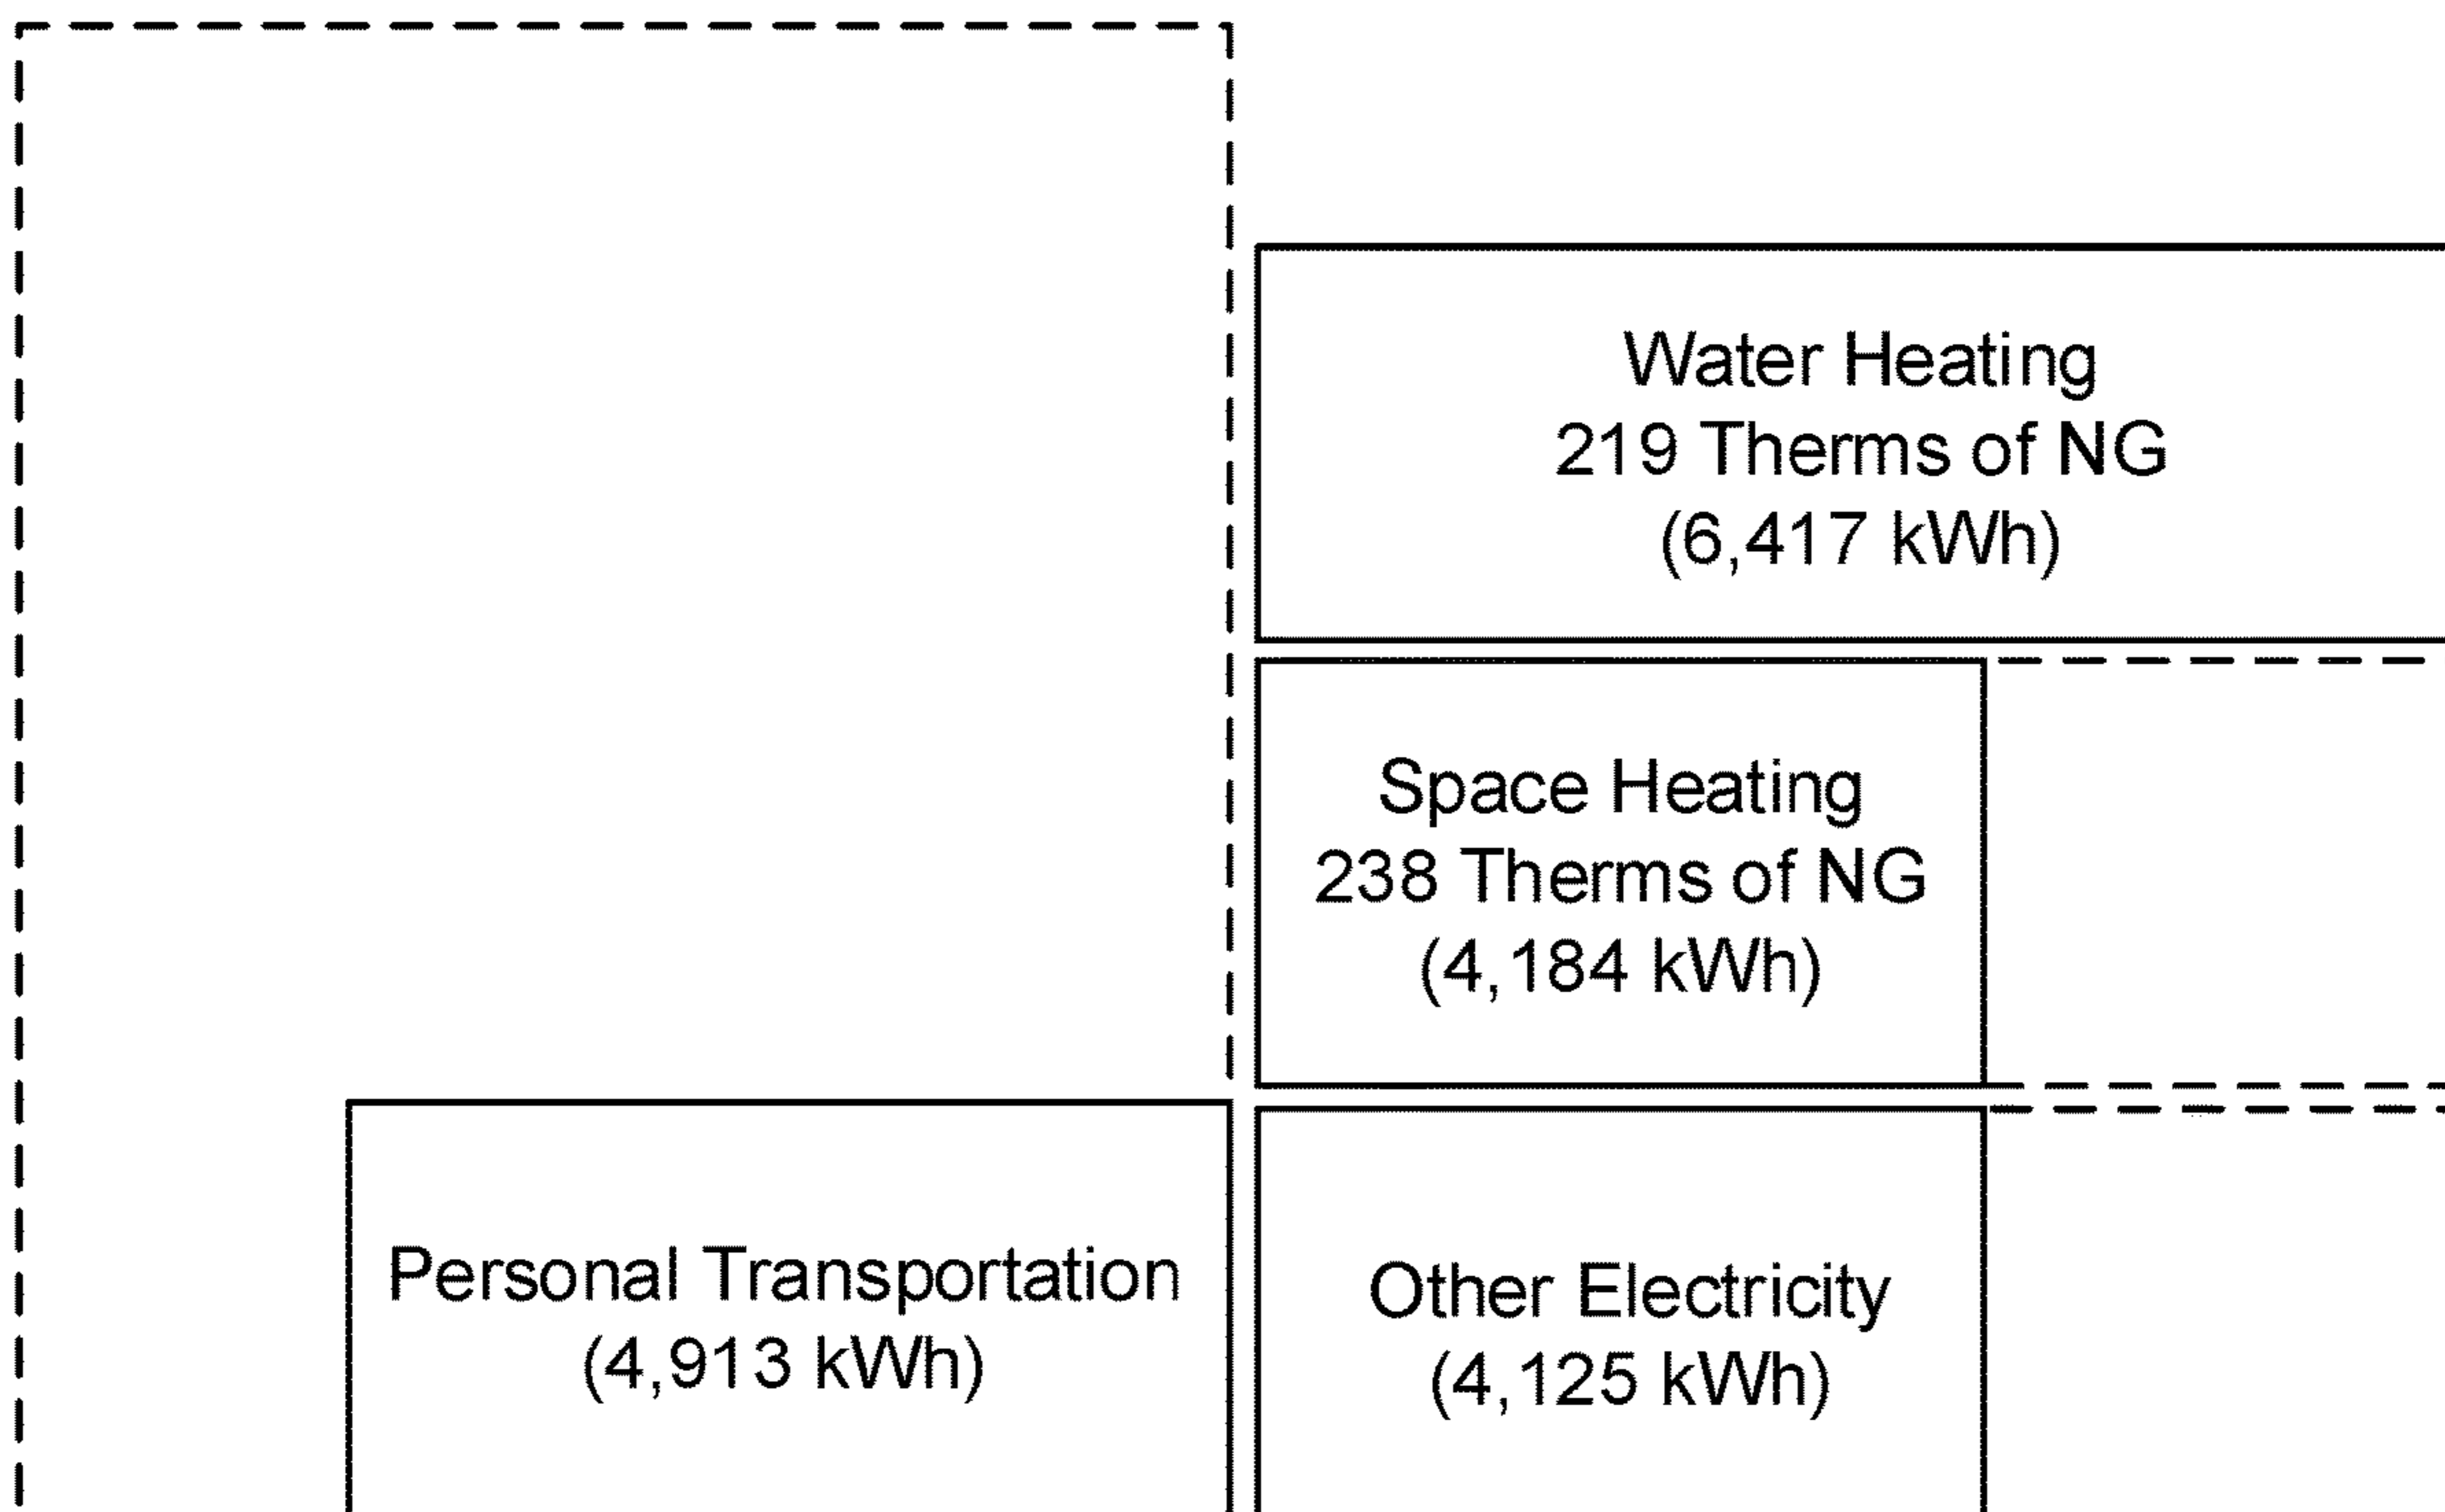 Water Heating
219 Therms of NG
(6,417 kWh)
Space Heating
238 Therms of NG
(4,184 kWh)
Personal Transportation
(4,913 kWh)
Other Electricity
(4,125 kWh)